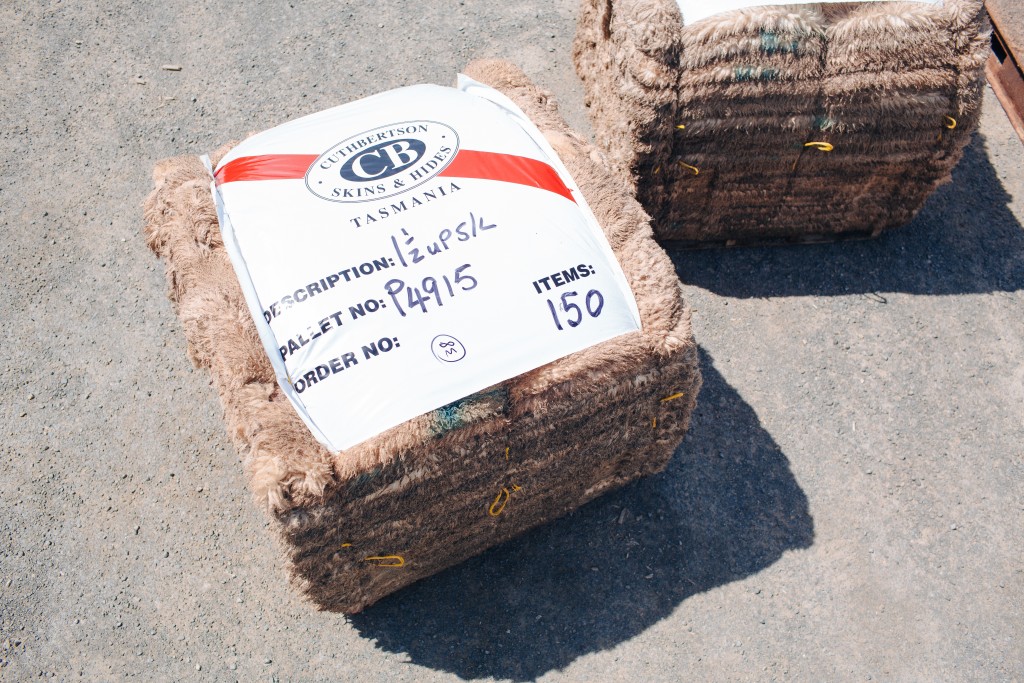 CUTHBERTSON
CB
SKINS & HIDES
TASMANIA
DESCRIPTION: 1½ UP S/L
PALLET NO: P4915
ITEMS:
150
ORDER NO: